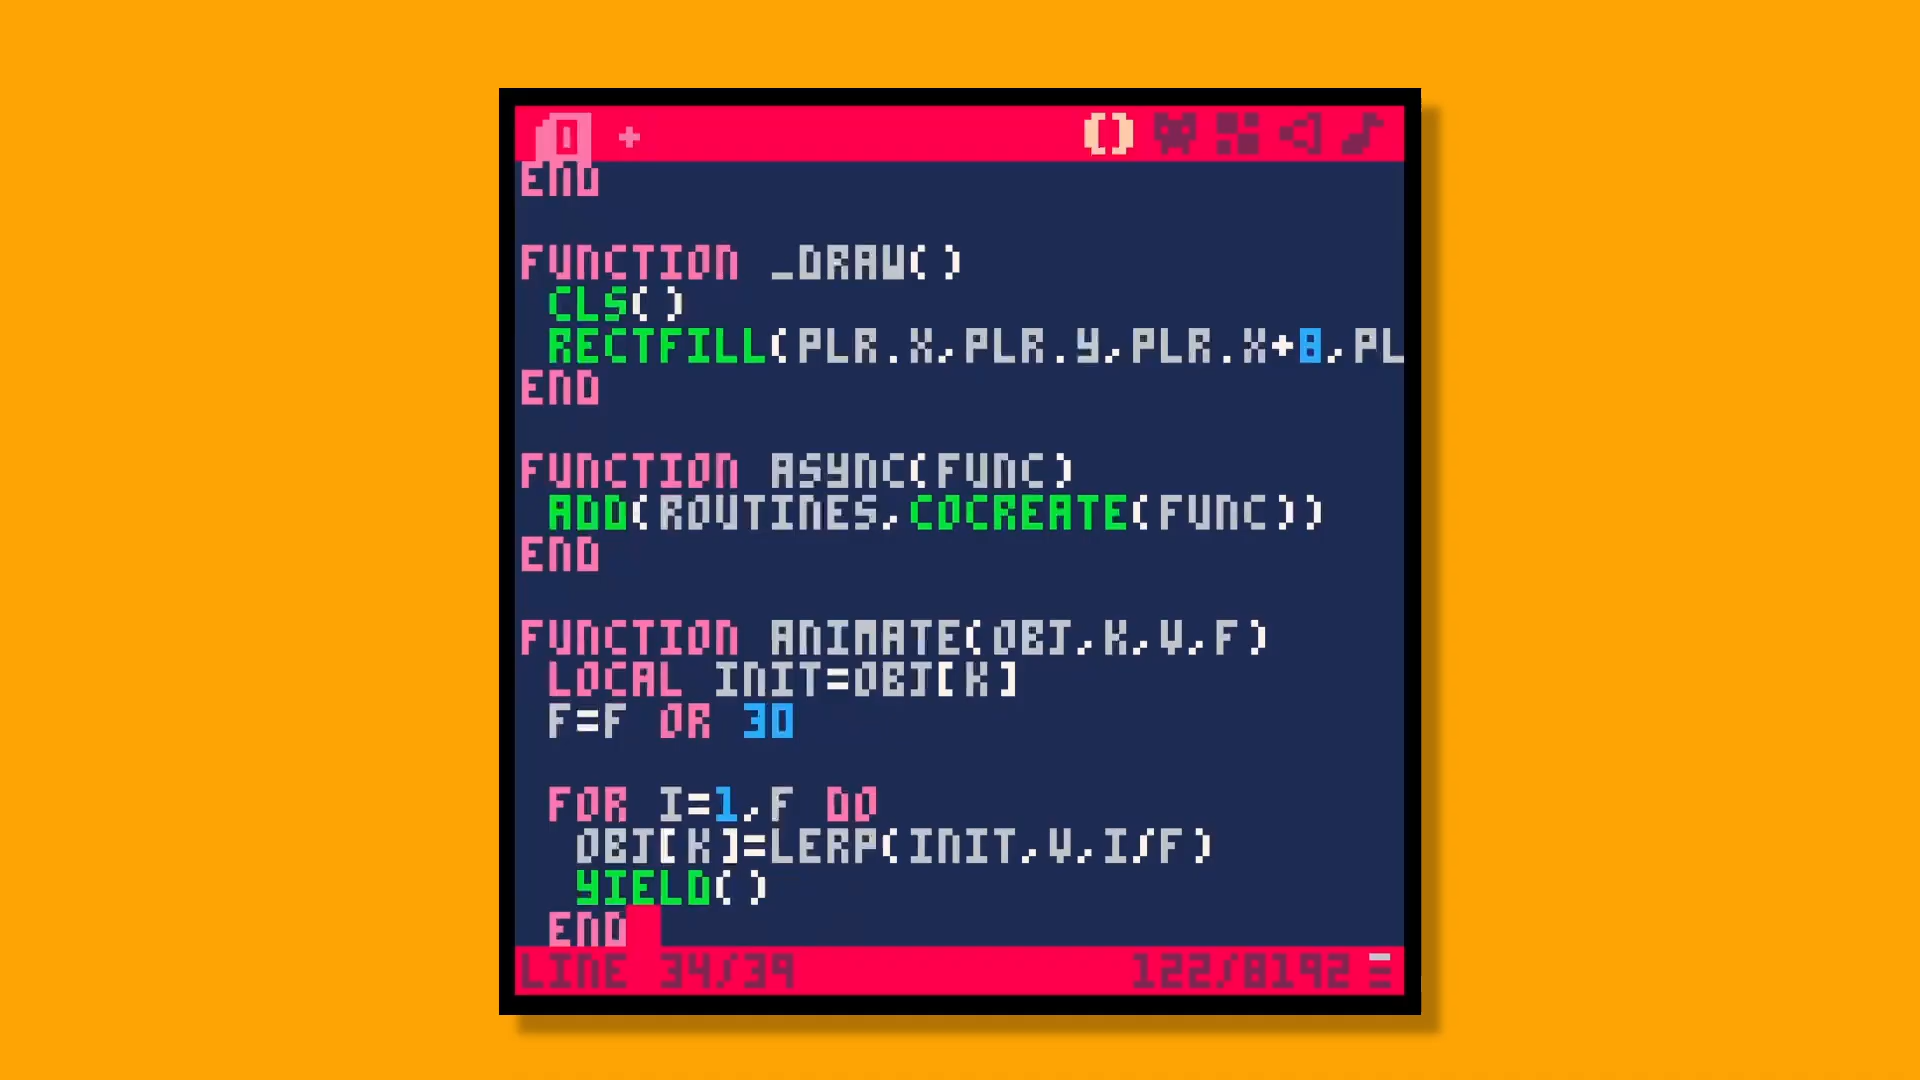 0 +
END
FUNCTION _DRAW()
CLS()
RECTFILL(PLR.X,PLR.Y,PLR.X+8,PL
END
FUNCTION ASYNC(FUNC)
ADD(ROUTINES,COCREATE(FUNC))
END
FUNCTION ANIMATE(OBJ,K,V,F)
LOCAL INIT=OBJ[K]
F=F OR 30
FOR I=1,F DO
OBJ[K]=LERP(INIT,V,I/F)
YIELD()
END
LINE 34/39 122/8192